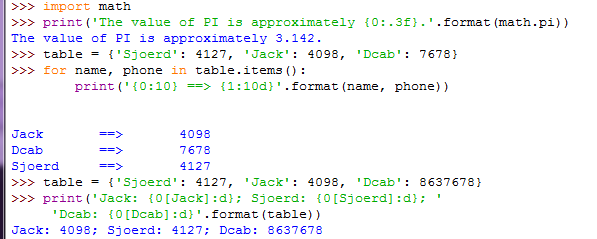 >>> import math
>>> print('The value of PI is approximately {0:.3f}.'.format(math.pi))
The value of PI is approximately 3.142.
>>> table = {'Sjoerd': 4127, 'Jack': 4098, 'Dcab': 7678}
>>> for name, phone in table.items():
        print('{0:10} ==> {1:10d}'.format(name, phone))
Jack       ==>       4098
Dcab       ==>       7678
Sjoerd     ==>       4127
>>> table = {'Sjoerd': 4127, 'Jack': 4098, 'Dcab': 8637678}
>>> print('Jack: {0[Jack]:d}; Sjoerd: {0[Sjoerd]:d}; '
      'Dcab: {0[Dcab]:d}'.format(table))
Jack: 4098; Sjoerd: 4127; Dcab: 8637678